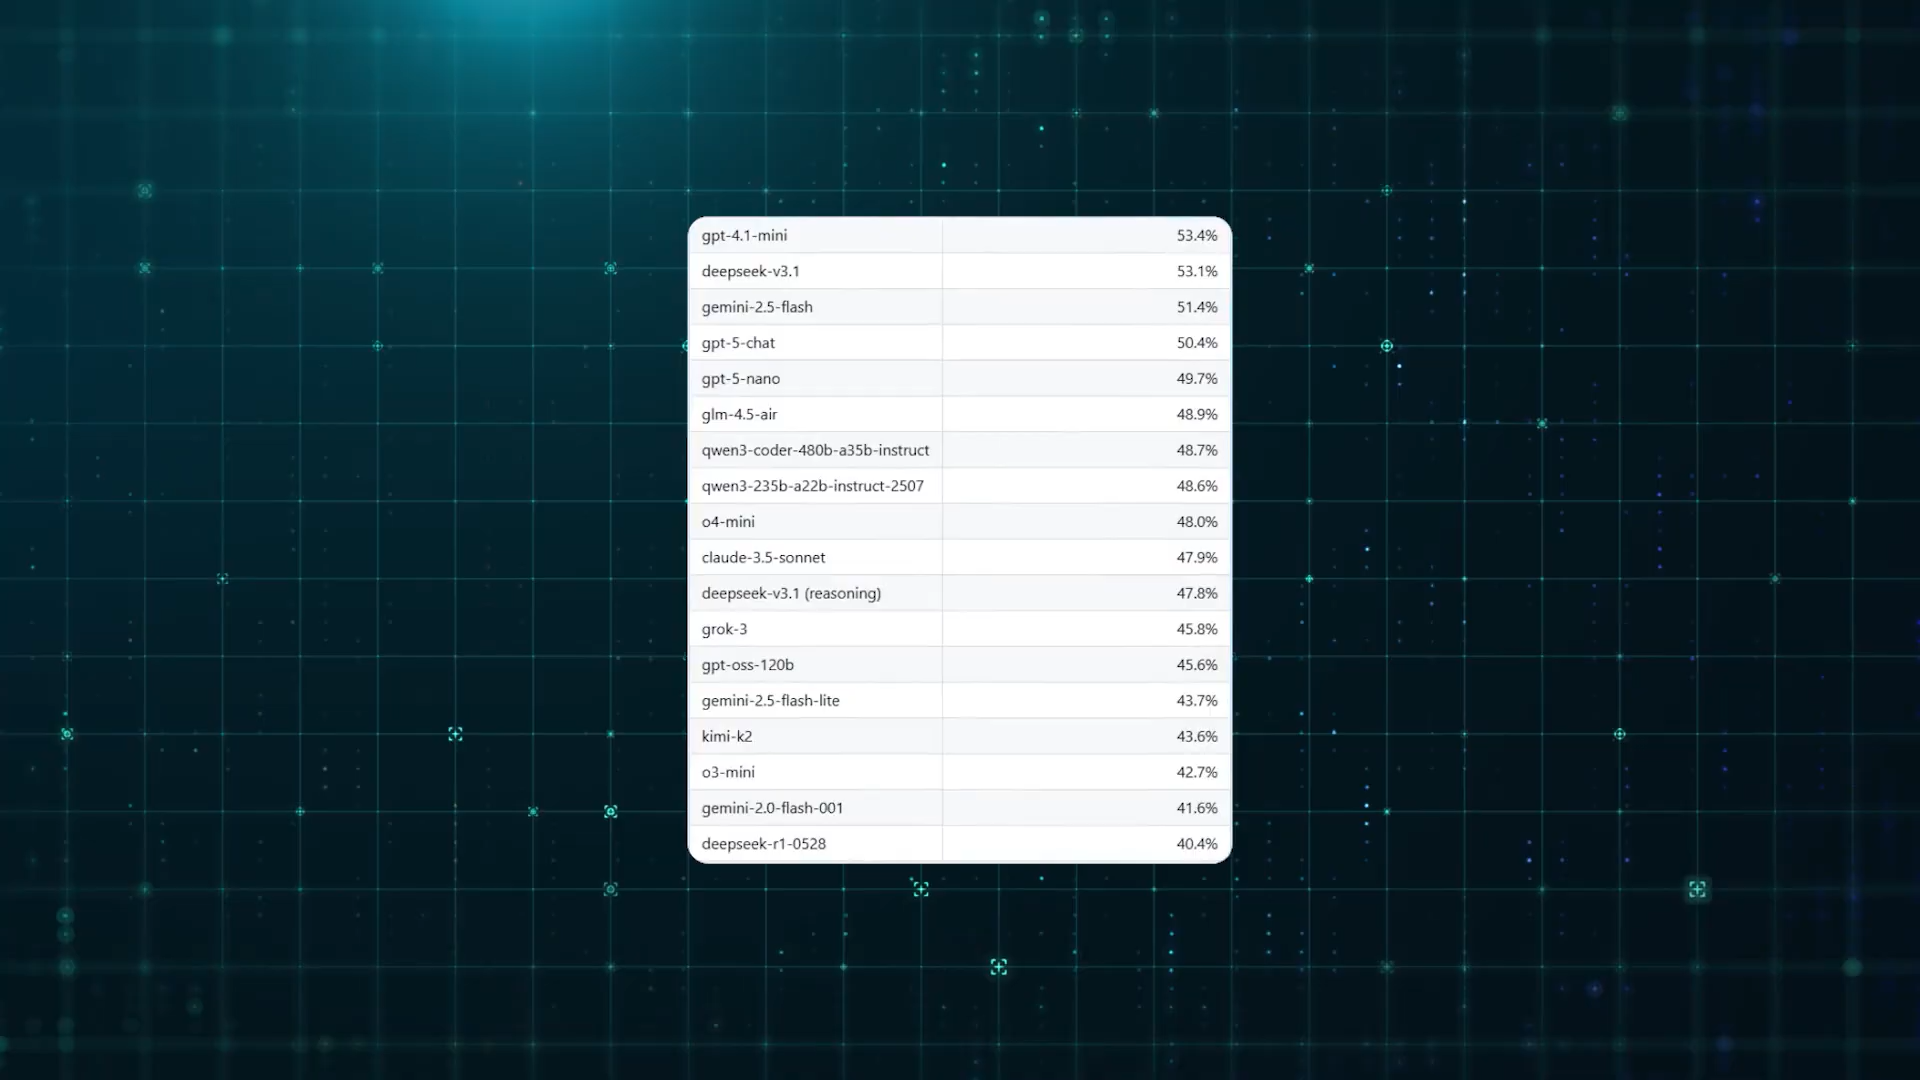 gpt-4.1-mini 53.4%
deepseek-v3.1 53.1%
gemini-2.5-flash 51.4%
gpt-5-chat 50.4%
gpt-5-nano 49.7%
glm-4.5-air 48.9%
qwen3-coder-480b-a35b-instruct 48.7%
qwen3-235b-a22b-instruct-2507 48.6%
o4-mini 48.0%
claude-3.5-sonnet 47.9%
deepseek-v3.1 (reasoning) 47.8%
grok-3 45.8%
gpt-oss-120b 45.6%
gemini-2.5-flash-lite 43.7%
kimi-k2 43.6%
o3-mini 42.7%
gemini-2.0-flash-001 41.6%
deepseek-r1-0528 40.4%